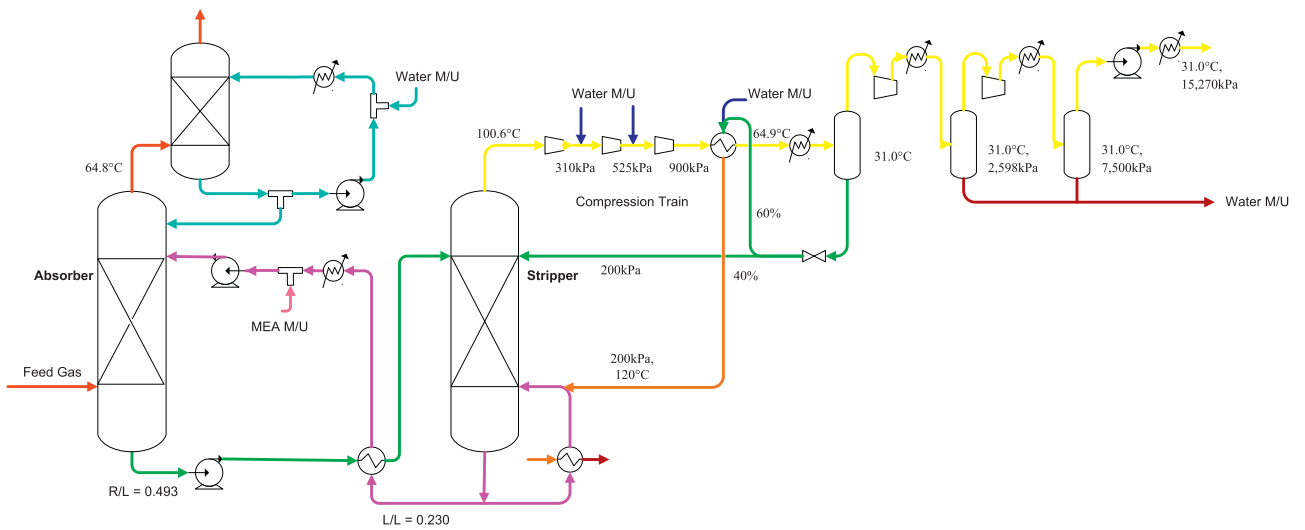 Water M/U
64.8°C
Absorber
Feed Gas
MEA M/U
R/L = 0.493
L/L = 0.230
100.6°C
Water M/U
310kPa
525kPa
900kPa
Compression Train
Water M/U
64.9°C
60%
40%
200kPa
Stripper
200kPa,
120°C
31.0°C
31.0°C,
2,598kPa
31.0°C,
7,500kPa
31.0°C,
15,270kPa
Water M/U